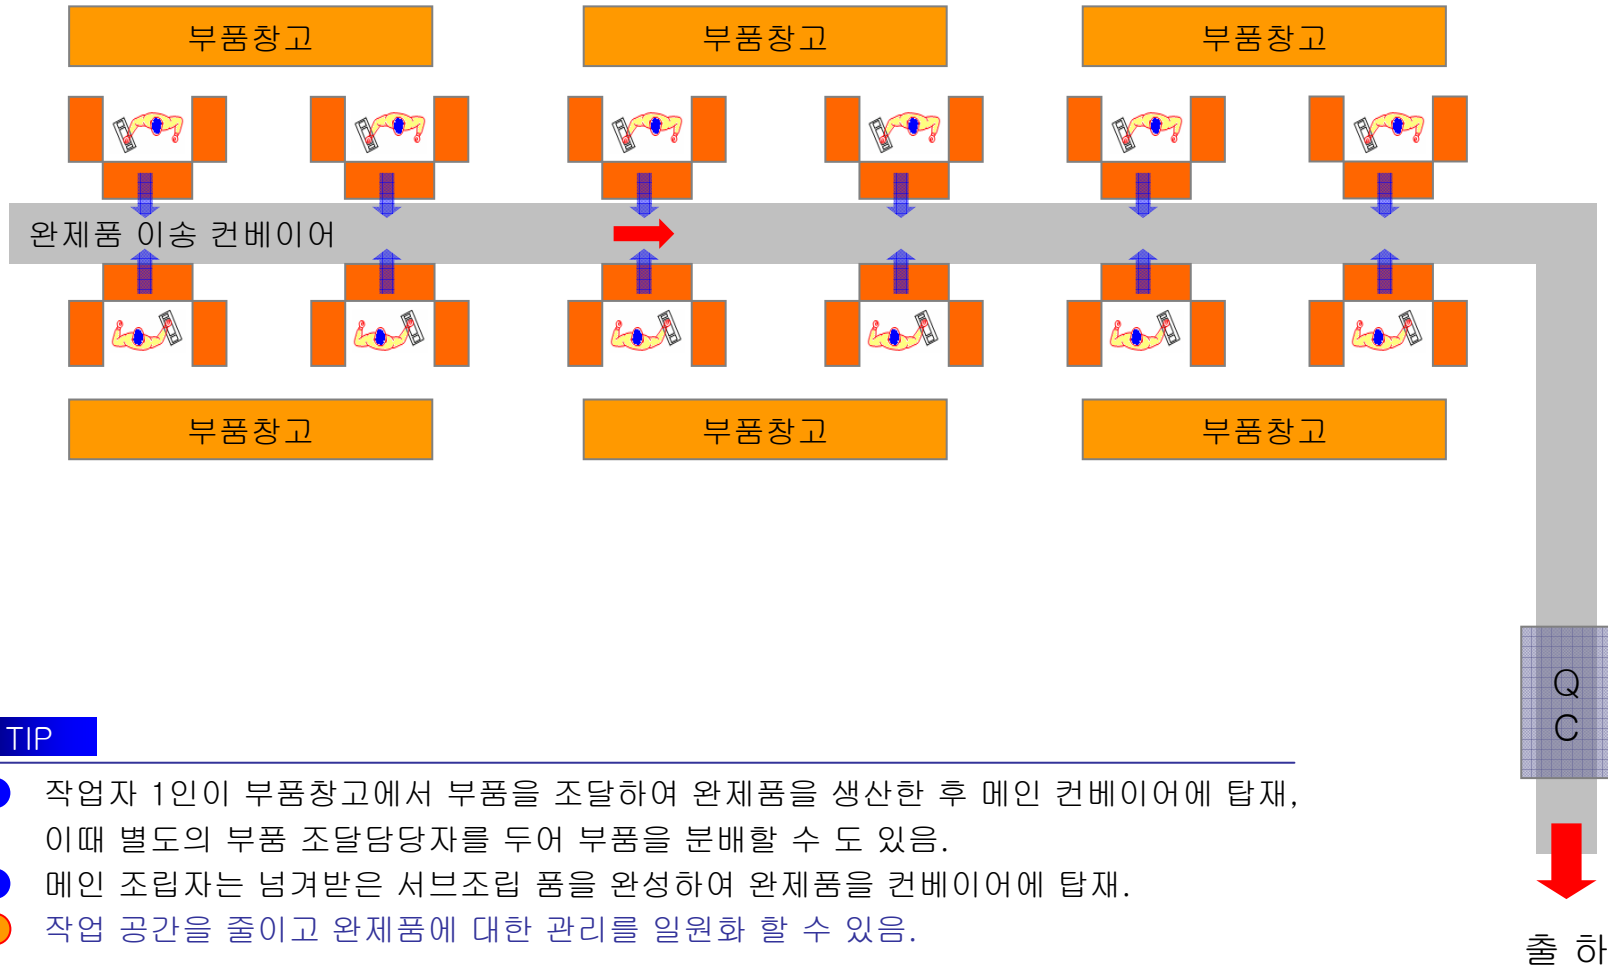 부품창고
부품창고
부품창고
완제품 이송 컨베이어
부품창고
부품창고
부품창고
Q
C
TIP
작업자 1인이 부품창고에서 부품을 조달하여 완제품을 생산한 후 메인 컨베이어에 탑재,
이때 별도의 부품 조달담당자를 두어 부품을 분배할 수 도 있음.
메인 조립자는 넘겨받은 서브조립 품을 완성하여 완제품을 컨베이어에 탑재.
작업 공간을 줄이고 완제품에 대한 관리를 일원화 할 수 있음.
출 하